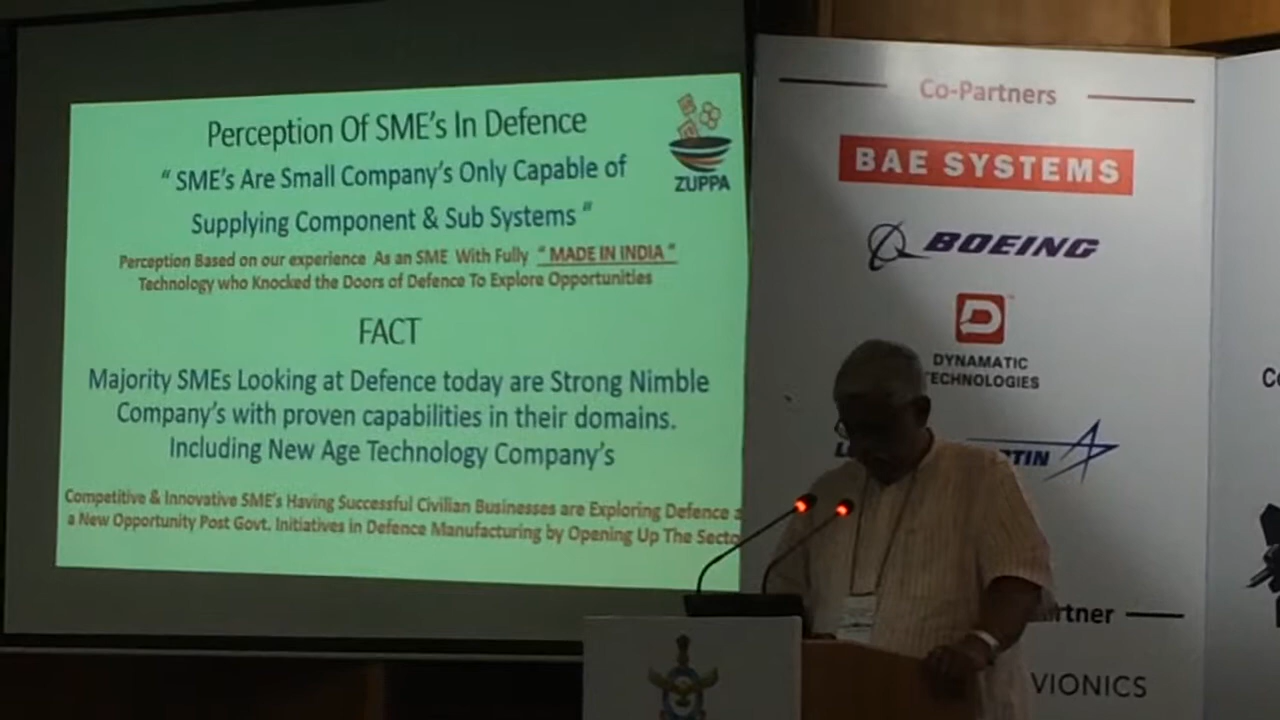 Perception Of SME's In Defence
" SME's Are Small Company's Only Capable of
Supplying Component & Sub Systems "
Perception Based on our experience As an SME With Fully " MADE IN INDIA "
Technology who Knocked the Doors of Defence To Explore Opportunities
FACT
Majority SMEs Looking at Defence today are Strong Nimble
Company's with proven capabilities in their domains.
Including New Age Technology Company's
Competitive & Innovative SME's Having Successful Civilian Businesses are Exploring Defence
a New Opportunity Post Govt. Initiatives in Defence Manufacturing by Opening Up The Secto
ZUPPA
Co-Partners
BAE SYSTEMS
BOEING
DYNAMATIC
TECHNOLOGIES
TIN
rtner
VIONICS